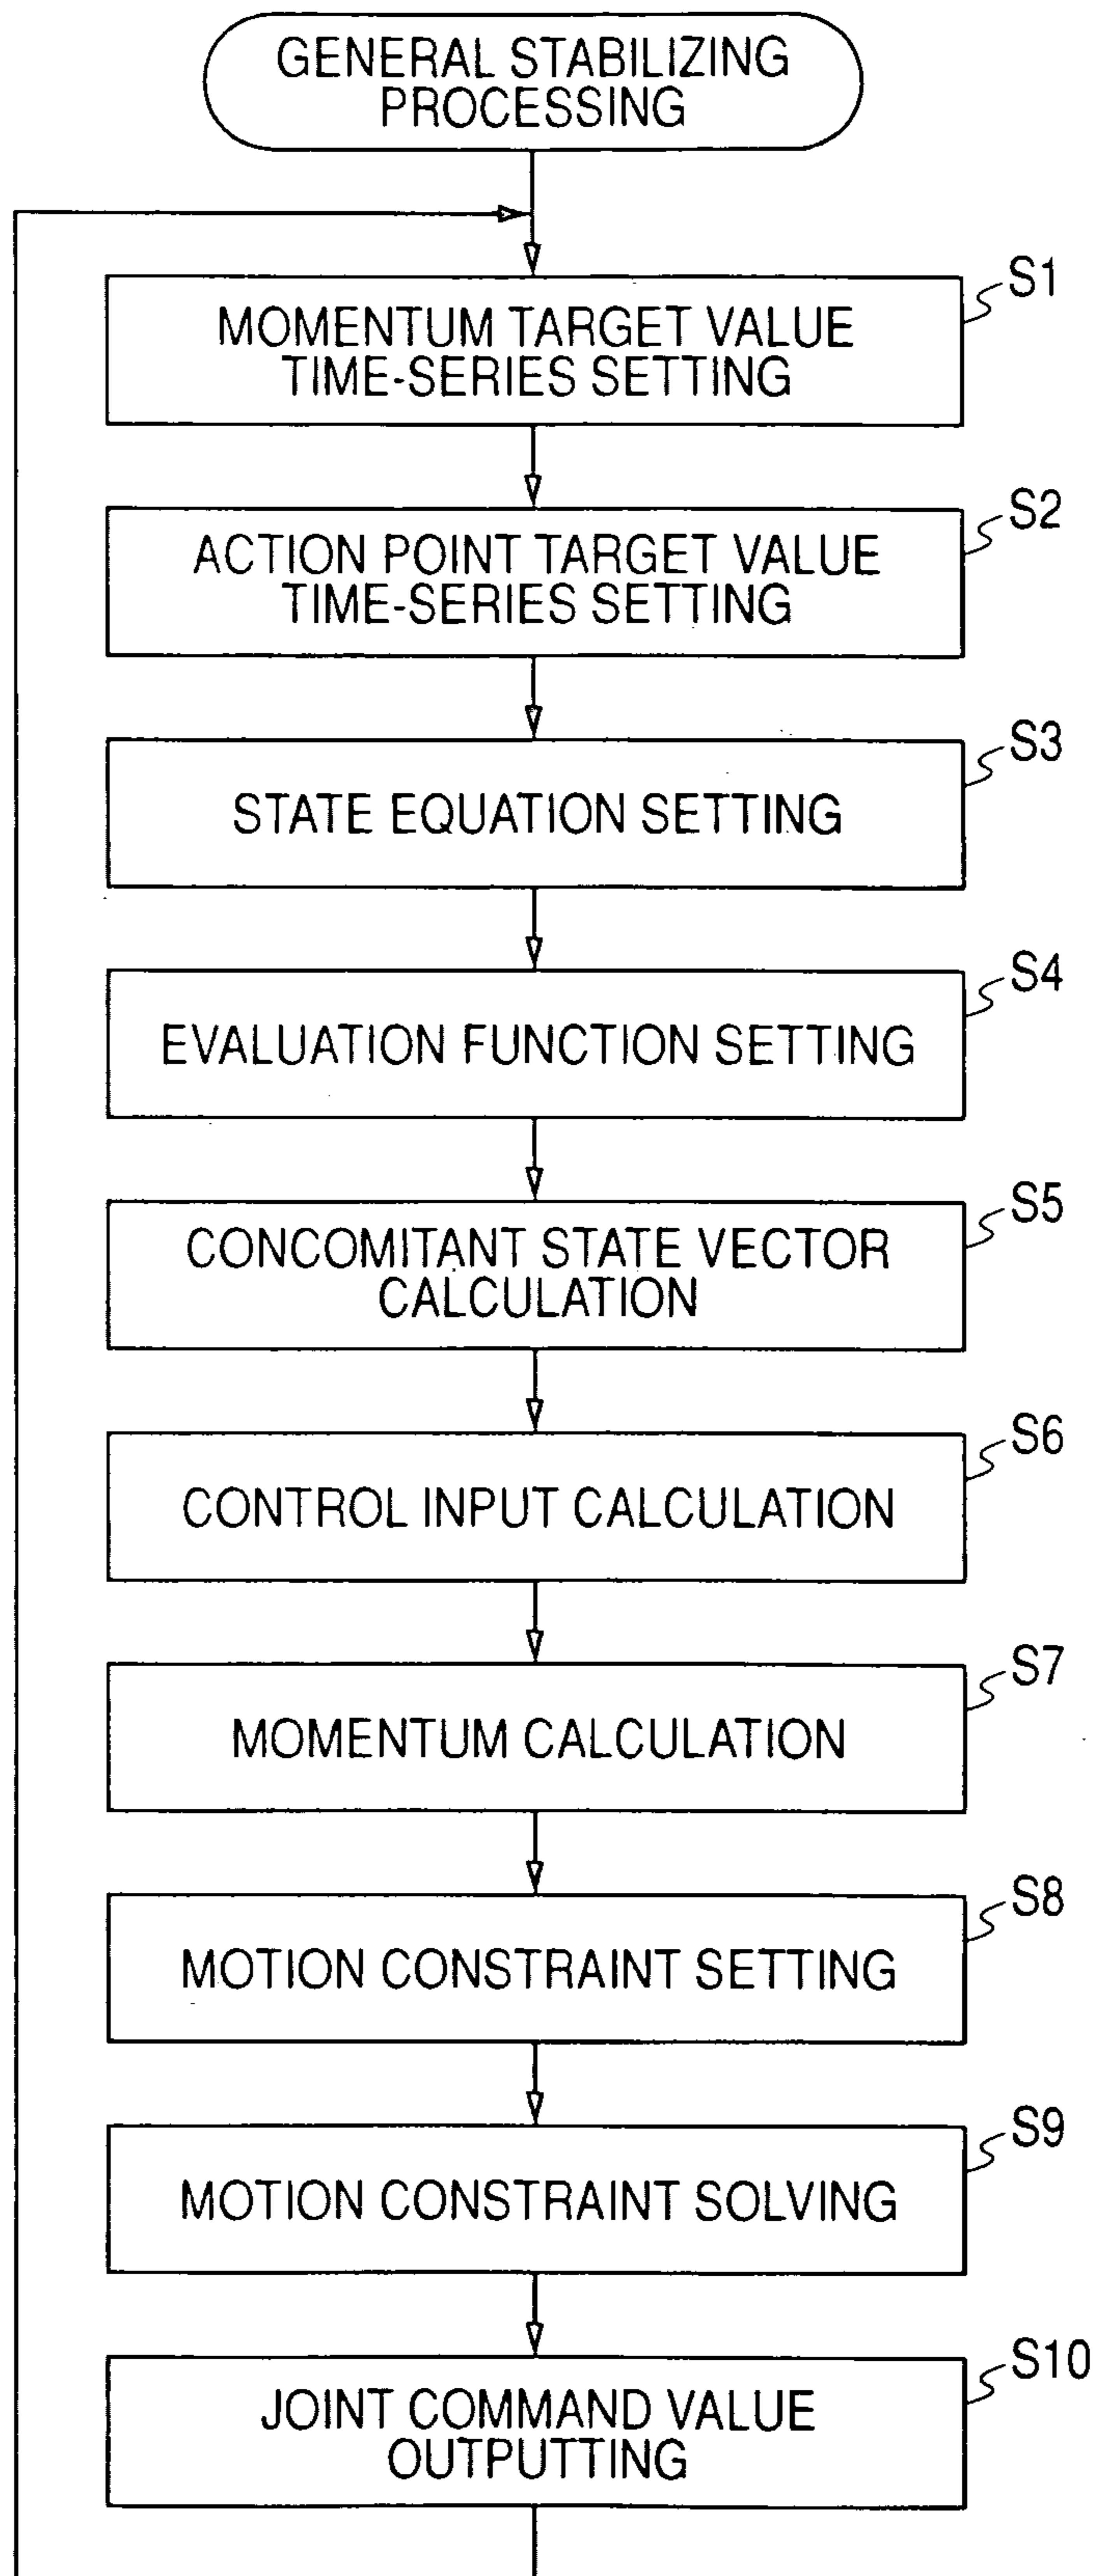 GENERAL STABILIZING
PROCESSING
S1
MOMENTUM TARGET VALUE
TIME-SERIES SETTING
S2
ACTION POINT TARGET VALUE
TIME-SERIES SETTING
S3
STATE EQUATION SETTING
S4
EVALUATION FUNCTION SETTING
S5
CONCOMITANT STATE VECTOR
CALCULATION
S6
CONTROL INPUT CALCULATION
S7
MOMENTUM CALCULATION
S8
MOTION CONSTRAINT SETTING
S9
MOTION CONSTRAINT SOLVING
S10
JOINT COMMAND VALUE
OUTPUTTING